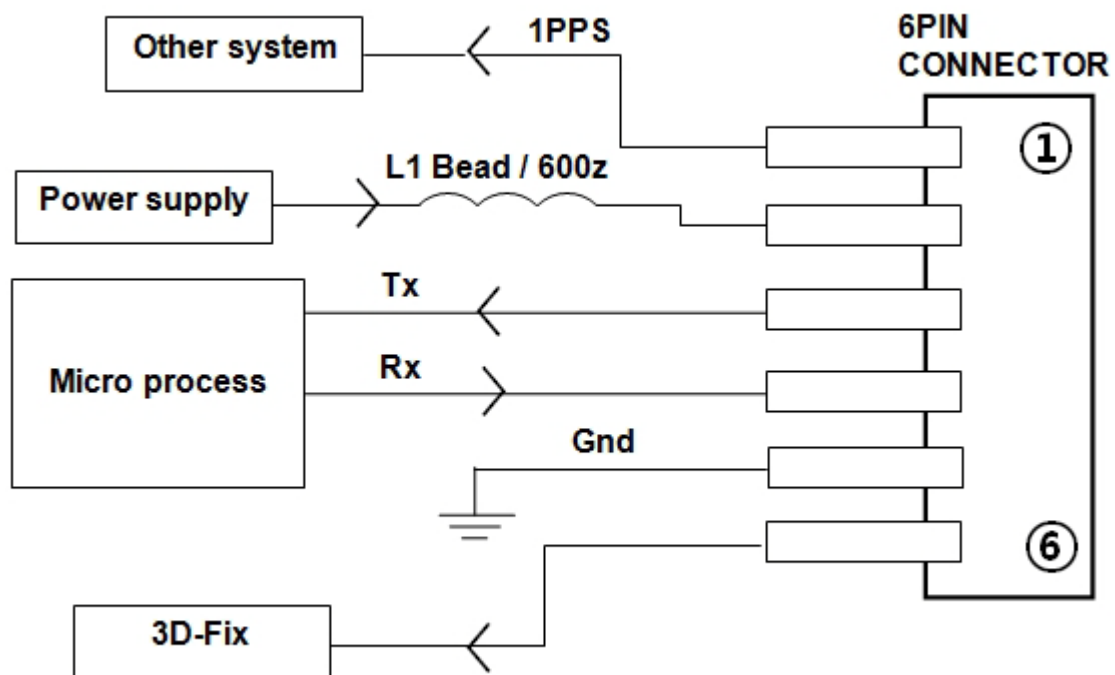 1PPS
6PIN
CONNECTOR
Other system
①
L1 Bead / 600z
Power supply
Tx
Micro process
Rx
Gnd
⑥
3D-Fix